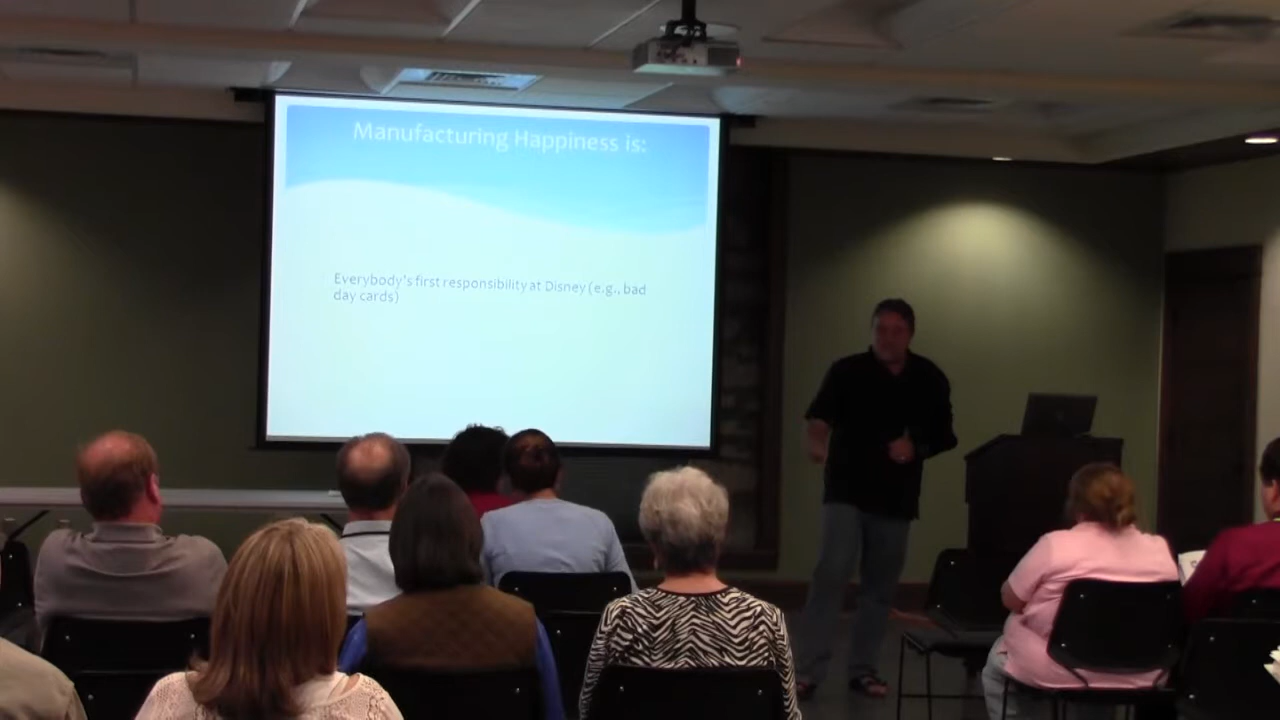 Manufacturing Happiness is:
Everybody's first responsibility at Disney (e.g., bad
day cards)